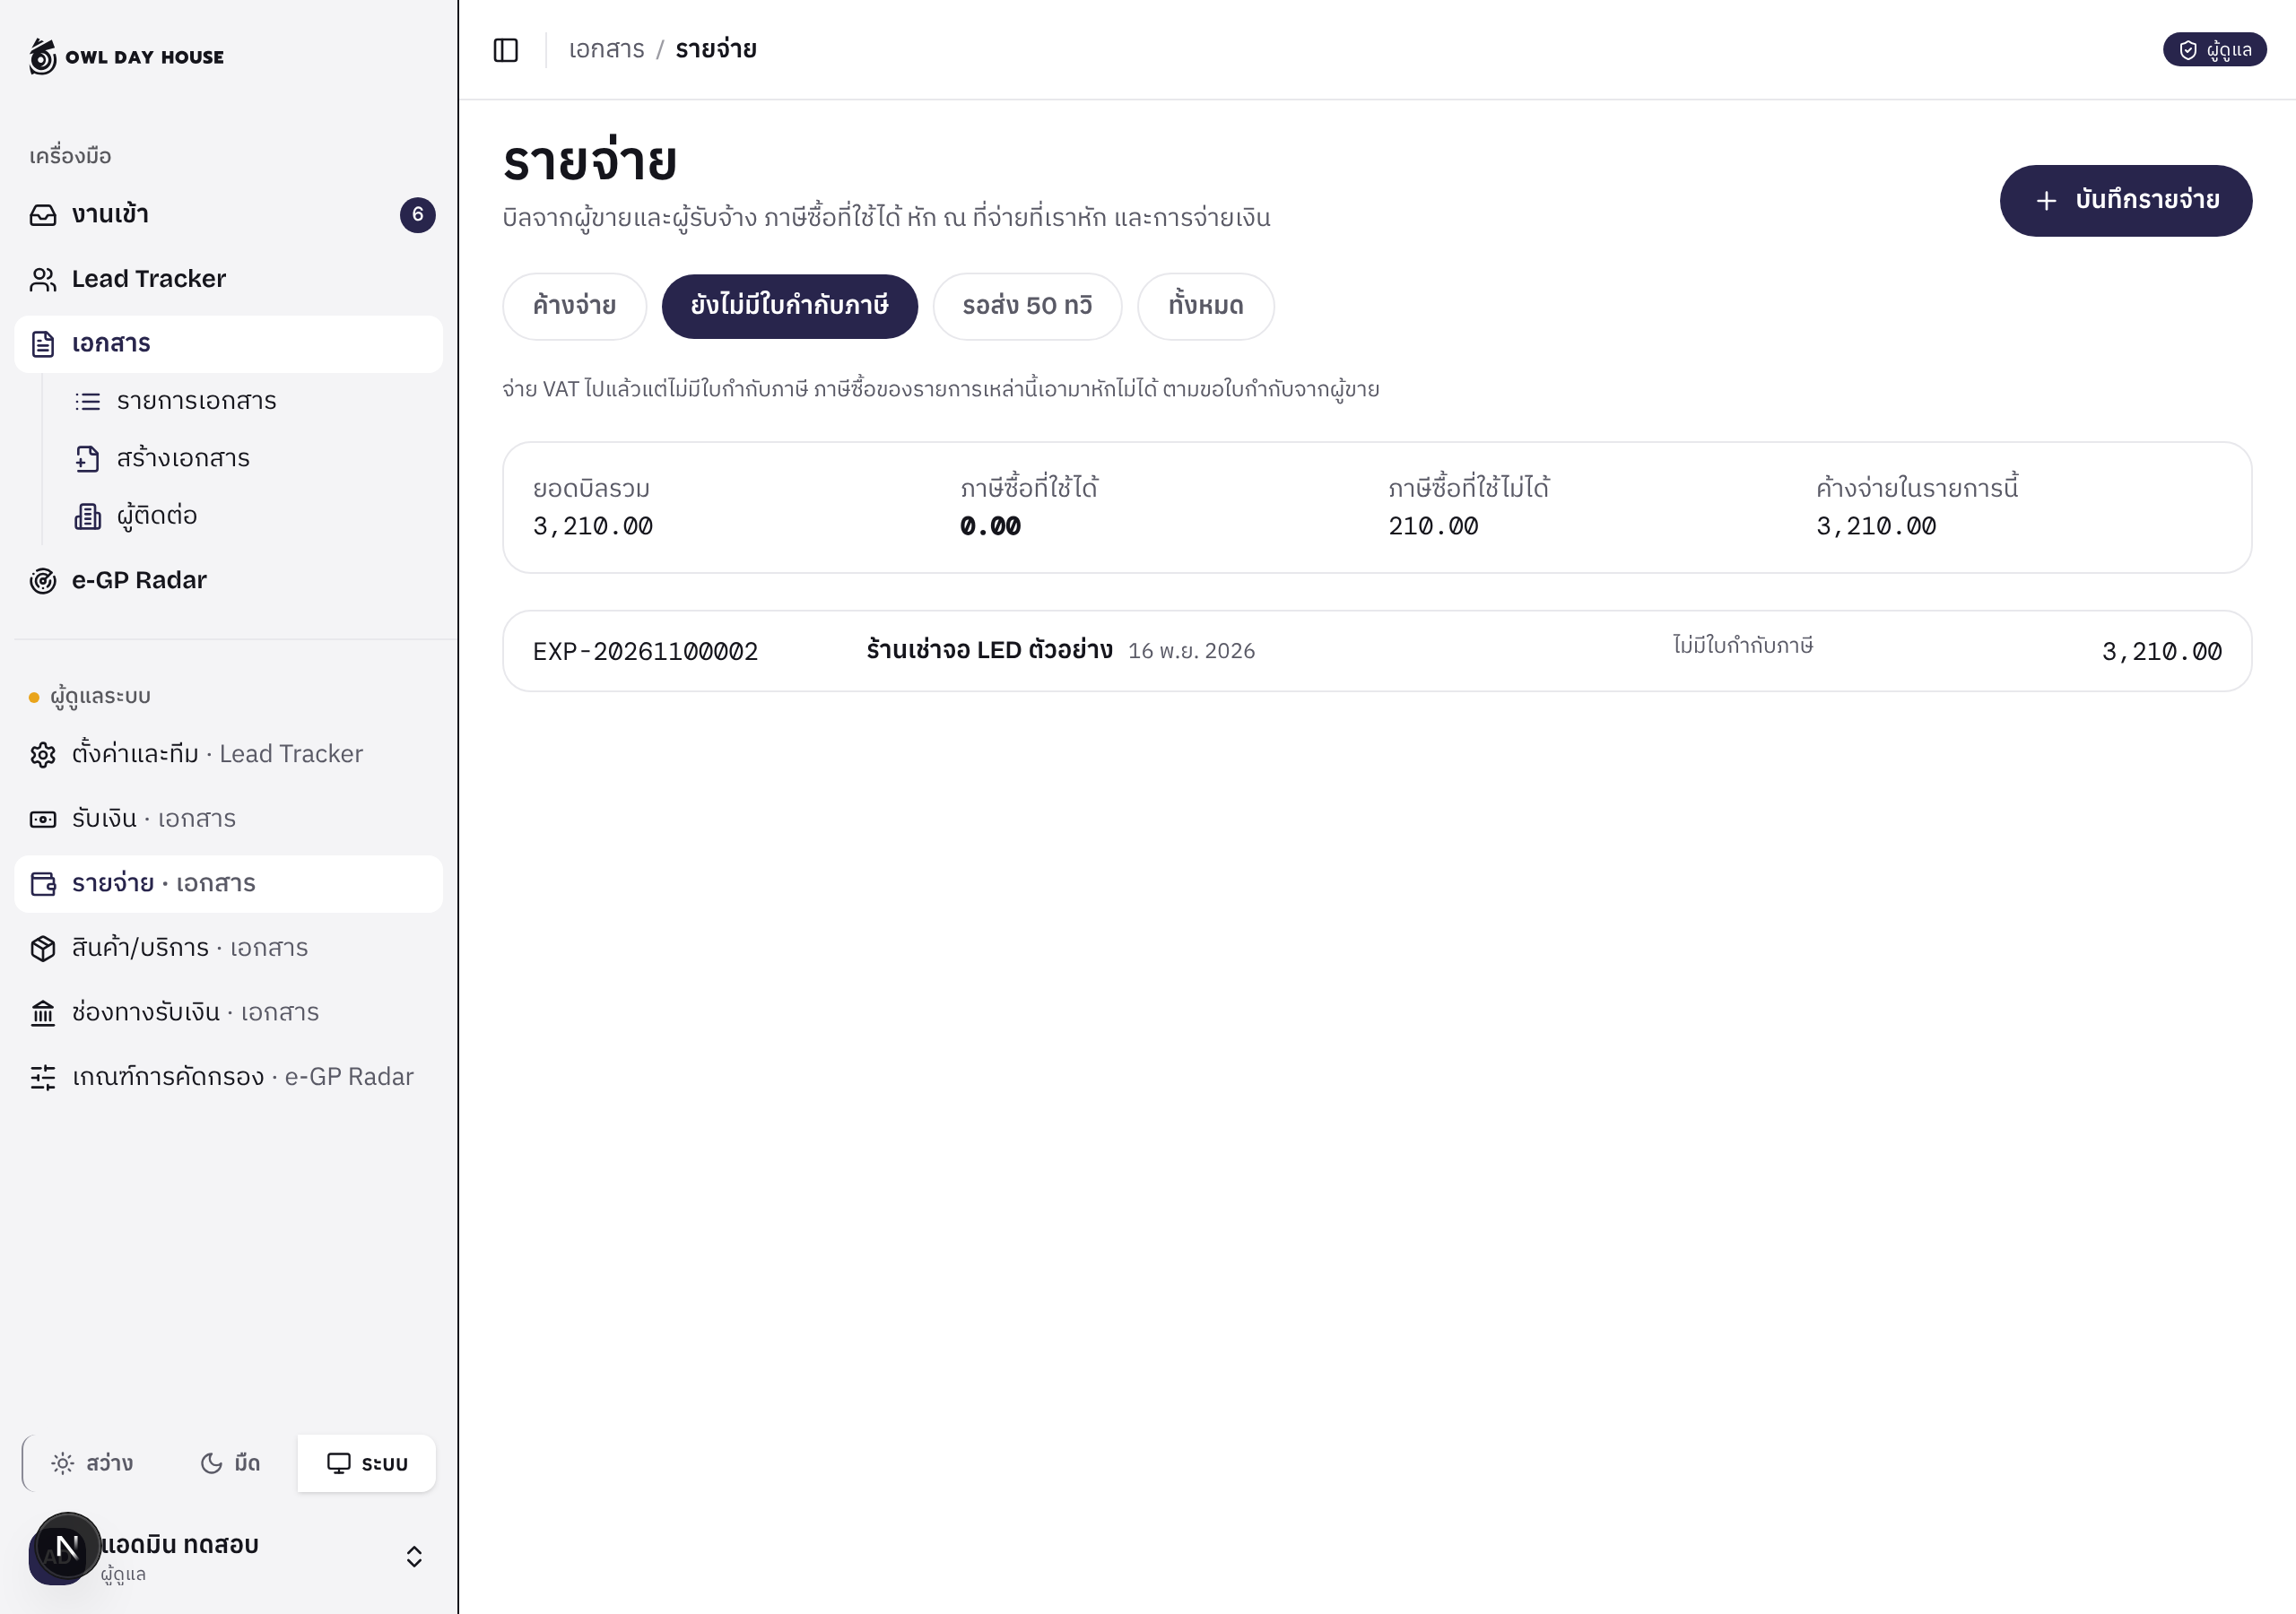 OWL DAY HOUSE
เครื่องมือ
งานเข้า 6
Lead Tracker
เอกสาร
รายการเอกสาร
สร้างเอกสาร
ผู้ติดต่อ
e-GP Radar
ผู้ดูแลระบบ
ตั้งค่าและทีม · Lead Tracker
รับเงิน · เอกสาร
รายจ่าย · เอกสาร
สินค้า/บริการ · เอกสาร
ช่องทางรับเงิน · เอกสาร
เกณฑ์การคัดกรอง · e-GP Radar
สว่าง มืด ระบบ
N แอดมิน ทดสอบ
ผู้ดูแล
เอกสาร / รายจ่าย ผู้ดูแล
รายจ่าย
บิลจากผู้ขายและผู้รับจ้าง ภาษีซื้อที่ใช้ได้ หัก ณ ที่จ่ายที่เราหัก และการจ่ายเงิน
บันทึกรายจ่าย
ค้างจ่าย ยังไม่มีใบกำกับภาษี รอส่ง 50 ทวิ ทั้งหมด
จ่าย VAT ไปแล้วแต่ไม่มีใบกำกับภาษี ภาษีซื้อของรายการเหล่านี้เอามาหักไม่ได้ ตามขอใบกำกับจากผู้ขาย
ยอดบิลรวม ภาษีซื้อที่ใช้ได้ ภาษีซื้อที่ใช้ไม่ได้ ค้างจ่ายในรายการนี้
3,210.00 0.00 210.00 3,210.00
EXP-20261100002 ร้านเช่าจอ LED ตัวอย่าง 16 พ.ย. 2026 ไม่มีใบกำกับภาษี 3,210.00